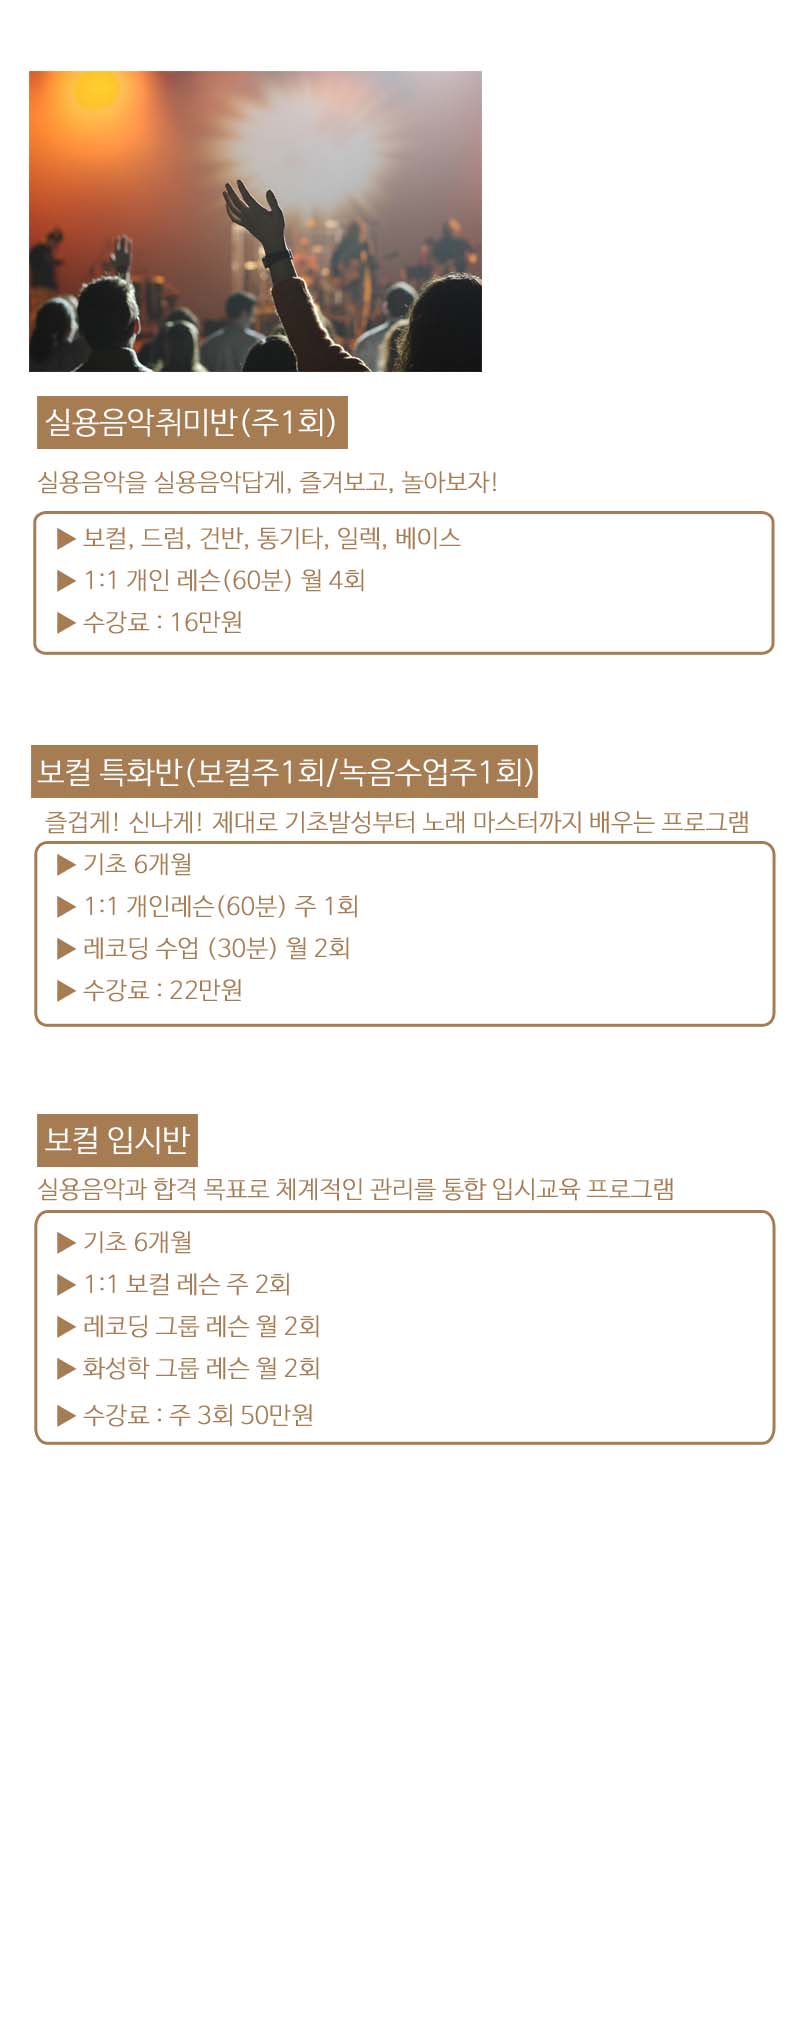 실용음악취미반(주1회)
실용음악을 실용음악답게, 즐겨보고, 놀아보자!
▶ 보컬, 드럼, 건반, 통기타, 일렉, 베이스
▶ 1:1 개인 레슨(60분) 월 4회
▶ 수강료 : 16만원
보컬 특화반(보컬주1회/녹음수업주1회)
즐겁게! 신나게! 제대로 기초발성부터 노래 마스터까지 배우는 프로그램
▶ 기초 6개월
▶ 1:1 개인레슨(60분) 주 1회
▶ 레코딩 수업 (30분) 월 2회
▶ 수강료 : 22만원
보컬 입시반
실용음악과 합격 목표로 체계적인 관리를 통합 입시교육 프로그램
▶ 기초 6개월
▶ 1:1 보컬 레슨 주 2회
▶ 레코딩 그룹 레슨 월 2회
▶ 화성학 그룹 레슨 월 2회
▶ 수강료 : 주 3회 50만원